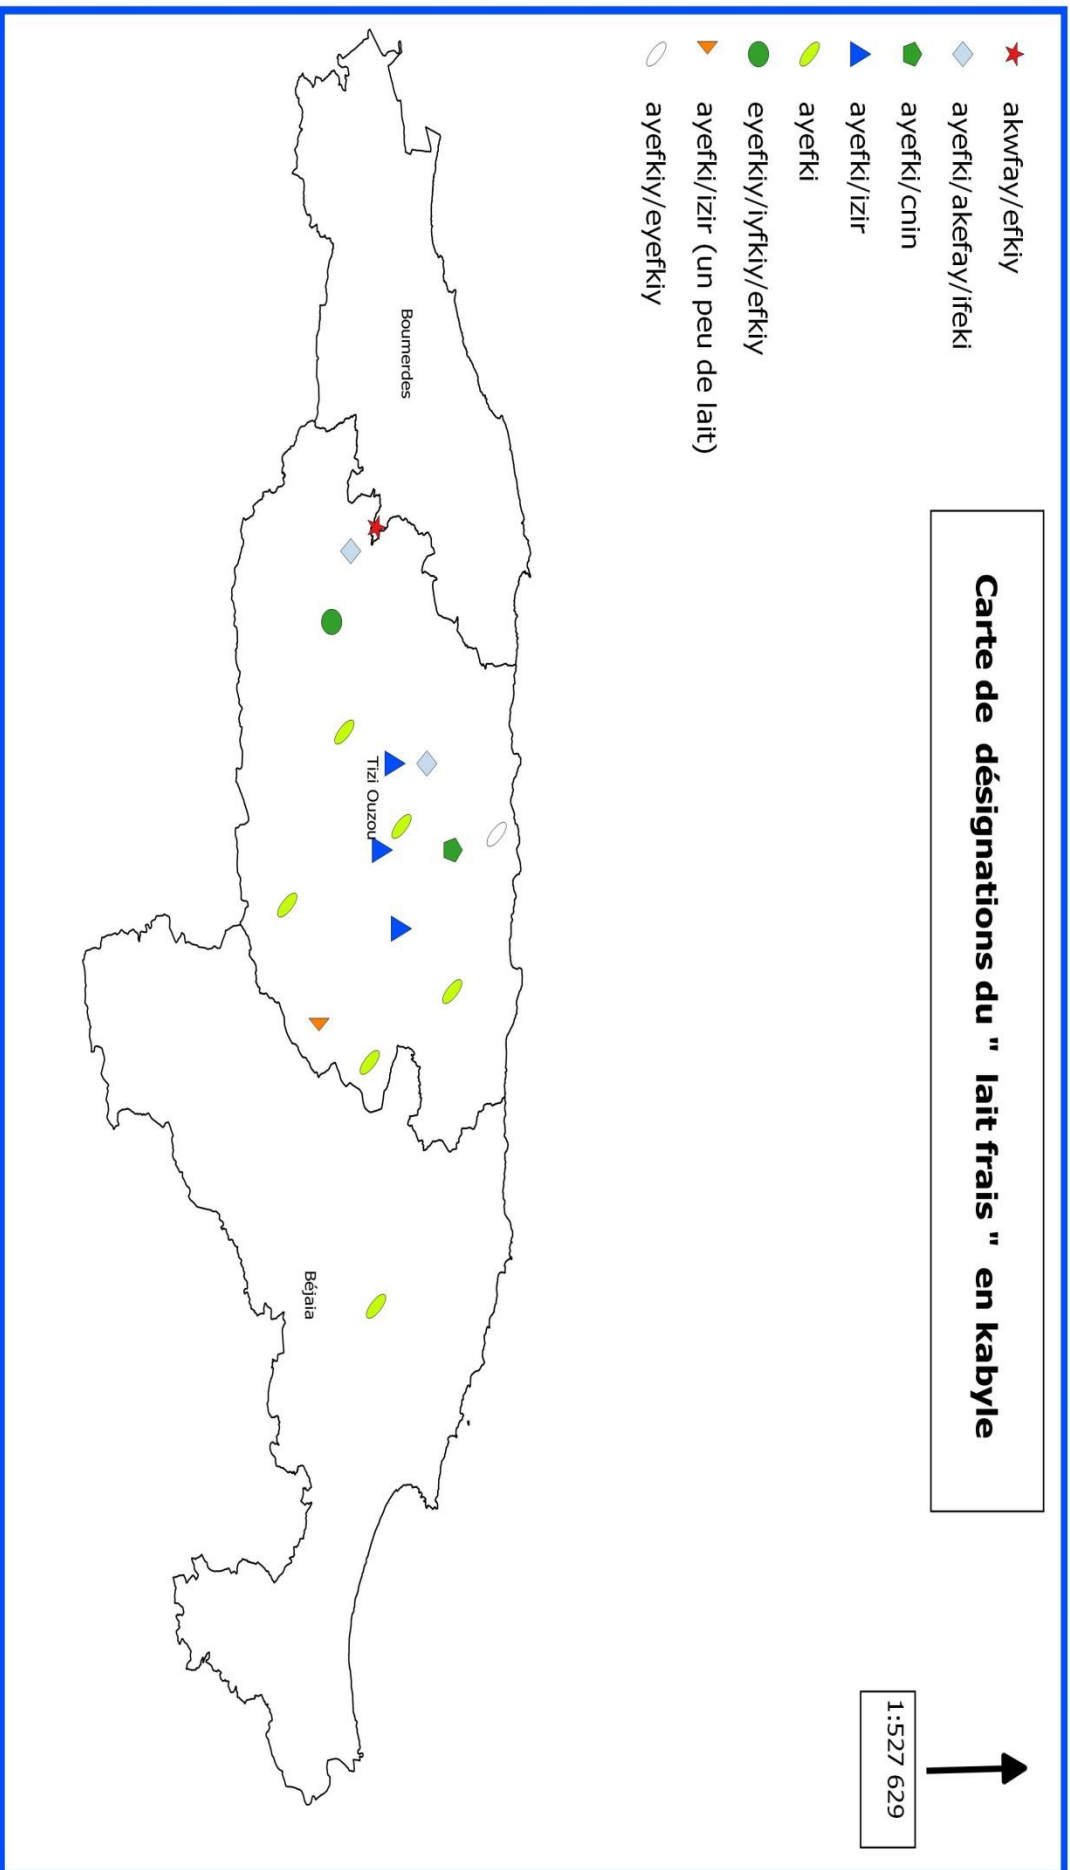 Carte de désignations du " lait frais " en kabyle
akwfay/efkiy
ayefki/akefay/ifeki
ayefki/cnin
ayefki/izir
ayefki
eyefkiy/iyfkiy/efkiy
ayefki/izir (un peu de lait)
ayefkiy/eyefkiy
1:527 629
Boumerdes
Tizi Ouzou
Béjaia